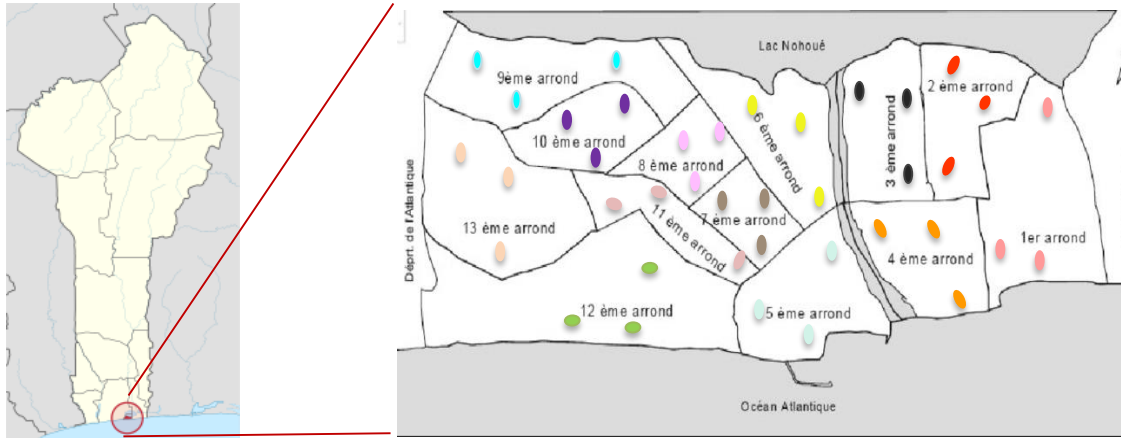 Lac Nohoué
9ème arrond
2 ème arrond
6 ème arrond
3 ème arrond
10 ème arrond
8 ème arrond
7 ème arrond
11 ème arrond
13 ème arrond
1er arrond
4 ème arrond
Déprt. de l'Atlantique
12 ème arrond
5 ème arrond
Océan Atlantique